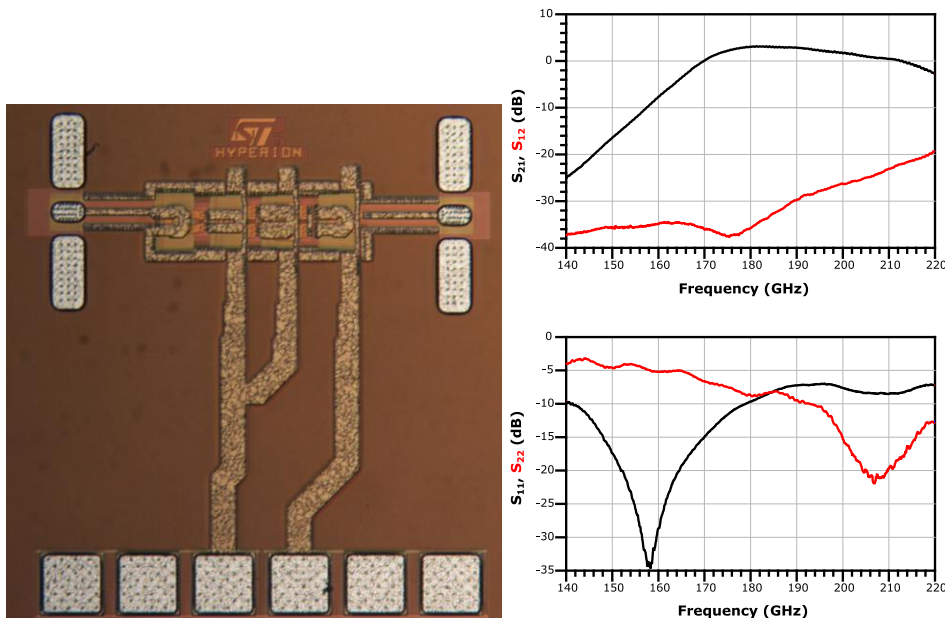 ST
HYPERION
10
0
-10
-20
-30
-40
S21, S12 (dB)
140 150 160 170 180 190 200 210 220
Frequency (GHz)
0
-5
-10
-15
-20
-25
-30
-35
S11, S22 (dB)
140 150 160 170 180 190 200 210 220
Frequency (GHz)